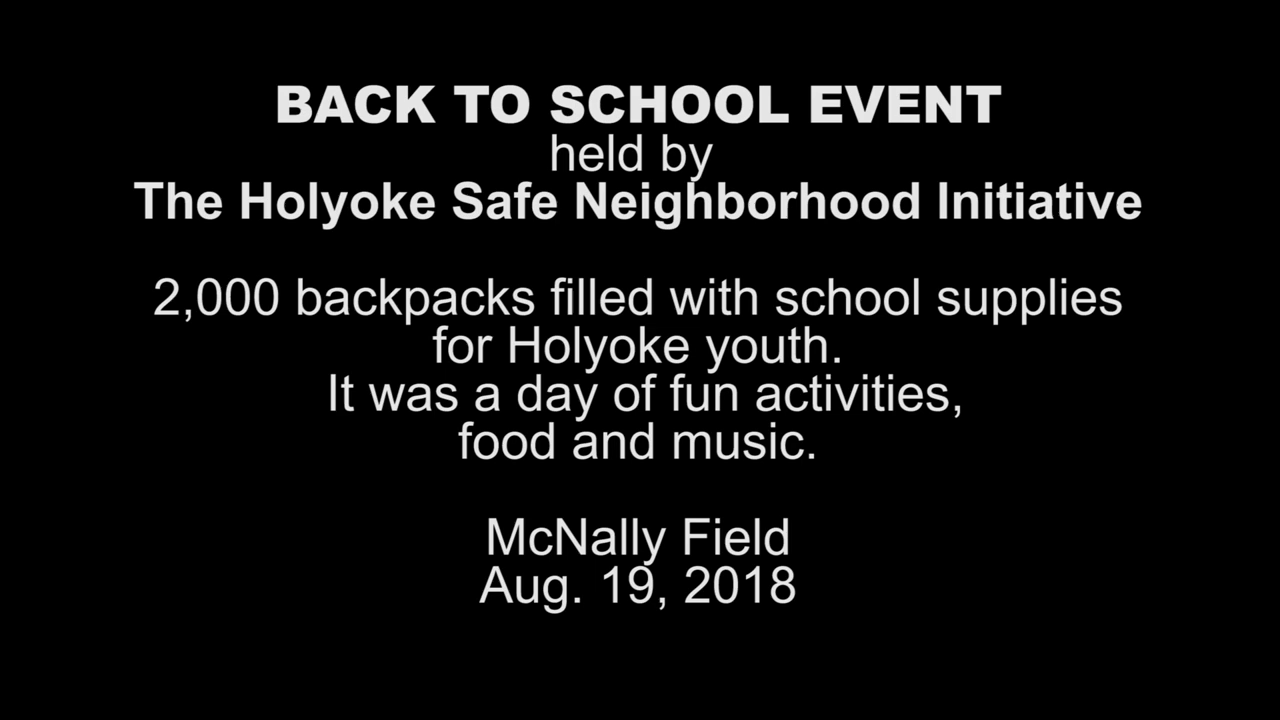 BACK TO SCHOOL EVENT
held by
The Holyoke Safe Neighborhood Initiative
2,000 backpacks filled with school supplies
for Holyoke youth.
It was a day of fun activities,
food and music.
McNally Field
Aug. 19, 2018